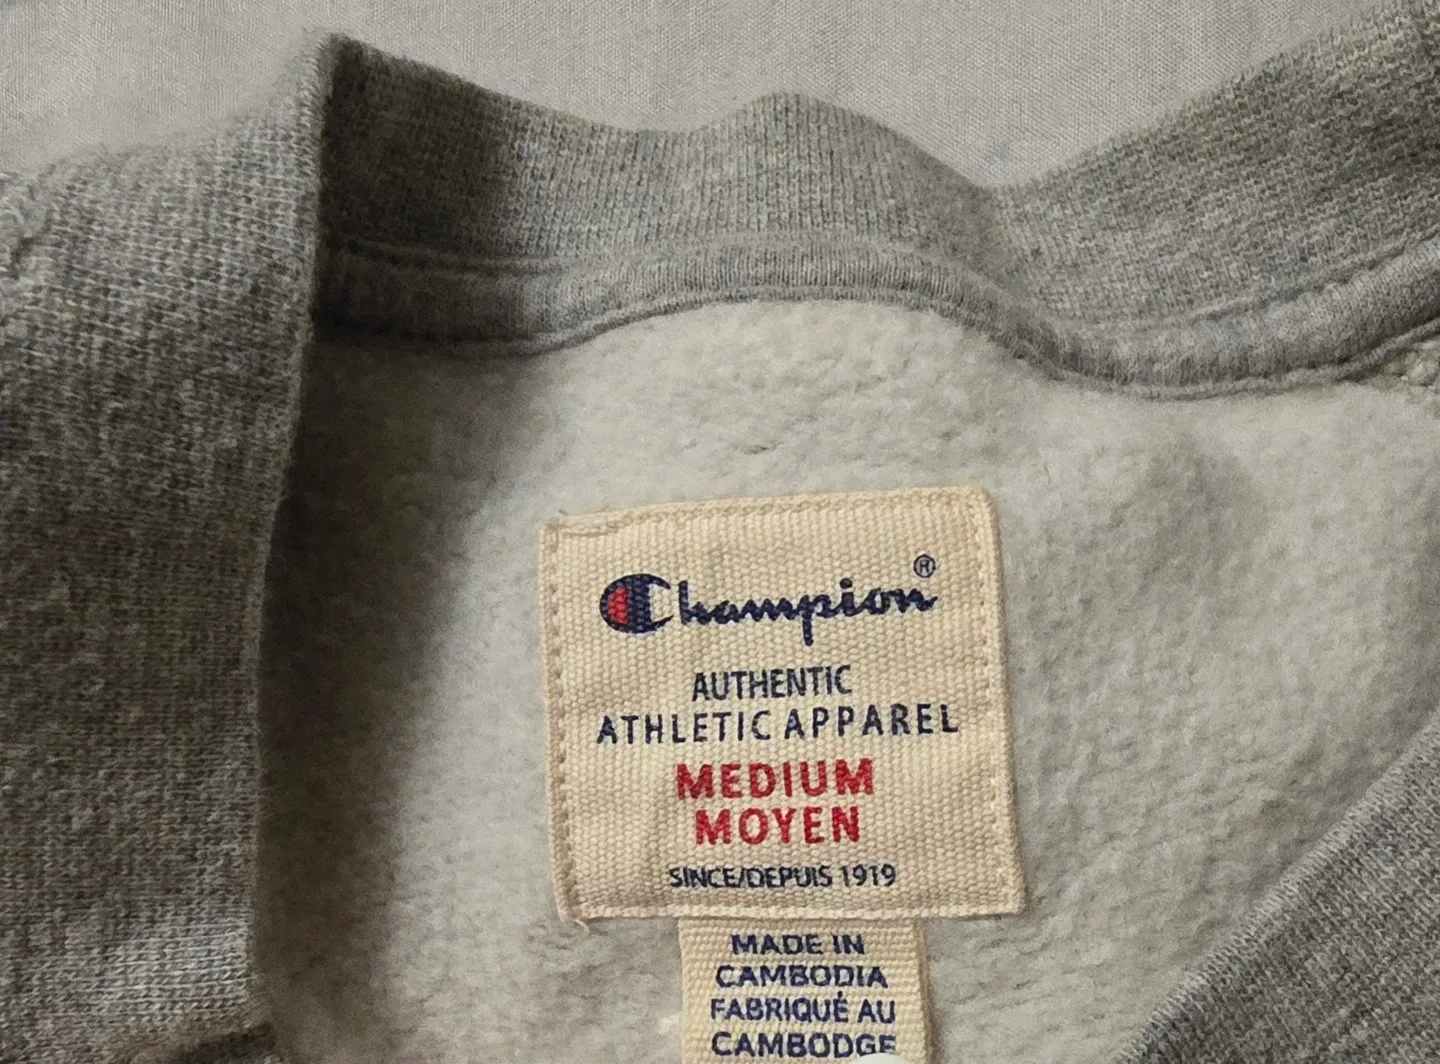 Champion®
AUTHENTIC
ATHLETIC APPAREL
MEDIUM
MOYEN
SINCE/DEPUIS 1919
MADE IN
CAMBODIA
FABRIQUÉ AU
CAMBODGE